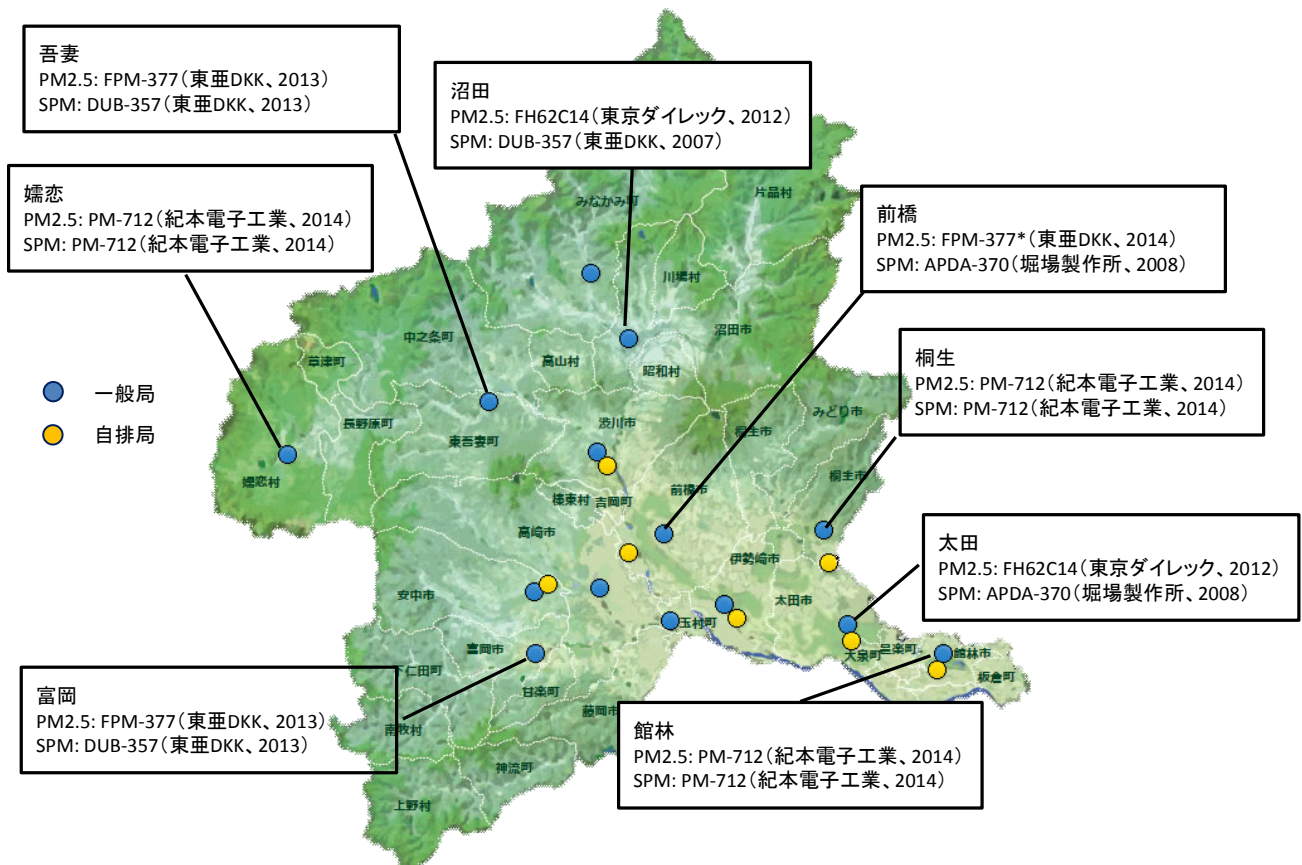 吾妻
PM2.5: FPM-377(東亜DKK、2013)
SPM: DUB-357(東亜DKK、2013)
沼田
PM2.5: FH62C14(東京ダイレック、2012)
SPM: DUB-357(東亜DKK、2007)
嬬恋
PM2.5: PM-712(紀本電子工業、2014)
SPM: PM-712(紀本電子工業、2014)
前橋
PM2.5: FPM-377*(東亜DKK、2014)
SPM: APDA-370(堀場製作所、2008)
桐生
PM2.5: PM-712(紀本電子工業、2014)
SPM: PM-712(紀本電子工業、2014)
太田
PM2.5: FH62C14(東京ダイレック、2012)
SPM: APDA-370(堀場製作所、2008)
富岡
PM2.5: FPM-377(東亜DKK、2013)
SPM: DUB-357(東亜DKK、2013)
館林
PM2.5: PM-712(紀本電子工業、2014)
SPM: PM-712(紀本電子工業、2014)
一般局
自排局
みなかみ町
片品村
川場村
中之条町
沼田市
草津町
高山村
昭和村
長野原町
東吾妻町
渋川市
みどり市
桐生市
嬬恋村
榛東村
吉岡町
前橋市
桐生市
高崎市
伊勢崎市
安中市
太田市
玉村町
富岡市
大泉町
邑楽町
館林市
板倉町
下仁田町
甘楽町
藤岡市
南牧村
神流町
上野村